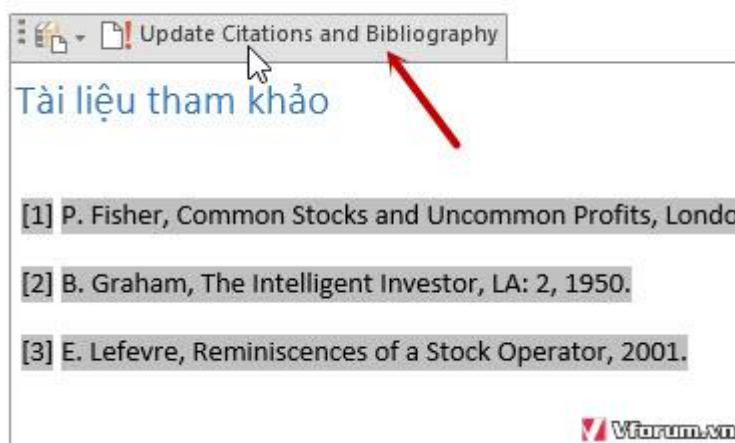 Update Citations and Bibliography
Tài liệu tham khảo
[1] P. Fisher, Common Stocks and Uncommon Profits, Londo
[2] B. Graham, The Intelligent Investor, LA: 2, 1950.
[3] E. Lefevre, Reminiscences of a Stock Operator, 2001.
Vforum.vn